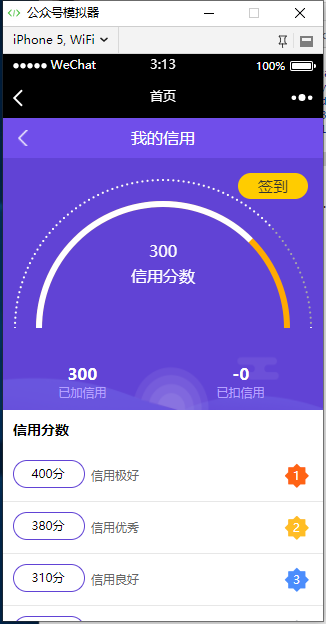 公众号模拟器
iPhone 5, WiFi
WeChat 3:13 100%
首页
我的信用
签到
300
信用分数
300 -0
已加信用 已扣信用
信用分数
400分 信用极好 1
380分 信用优秀 2
310分 信用良好 3